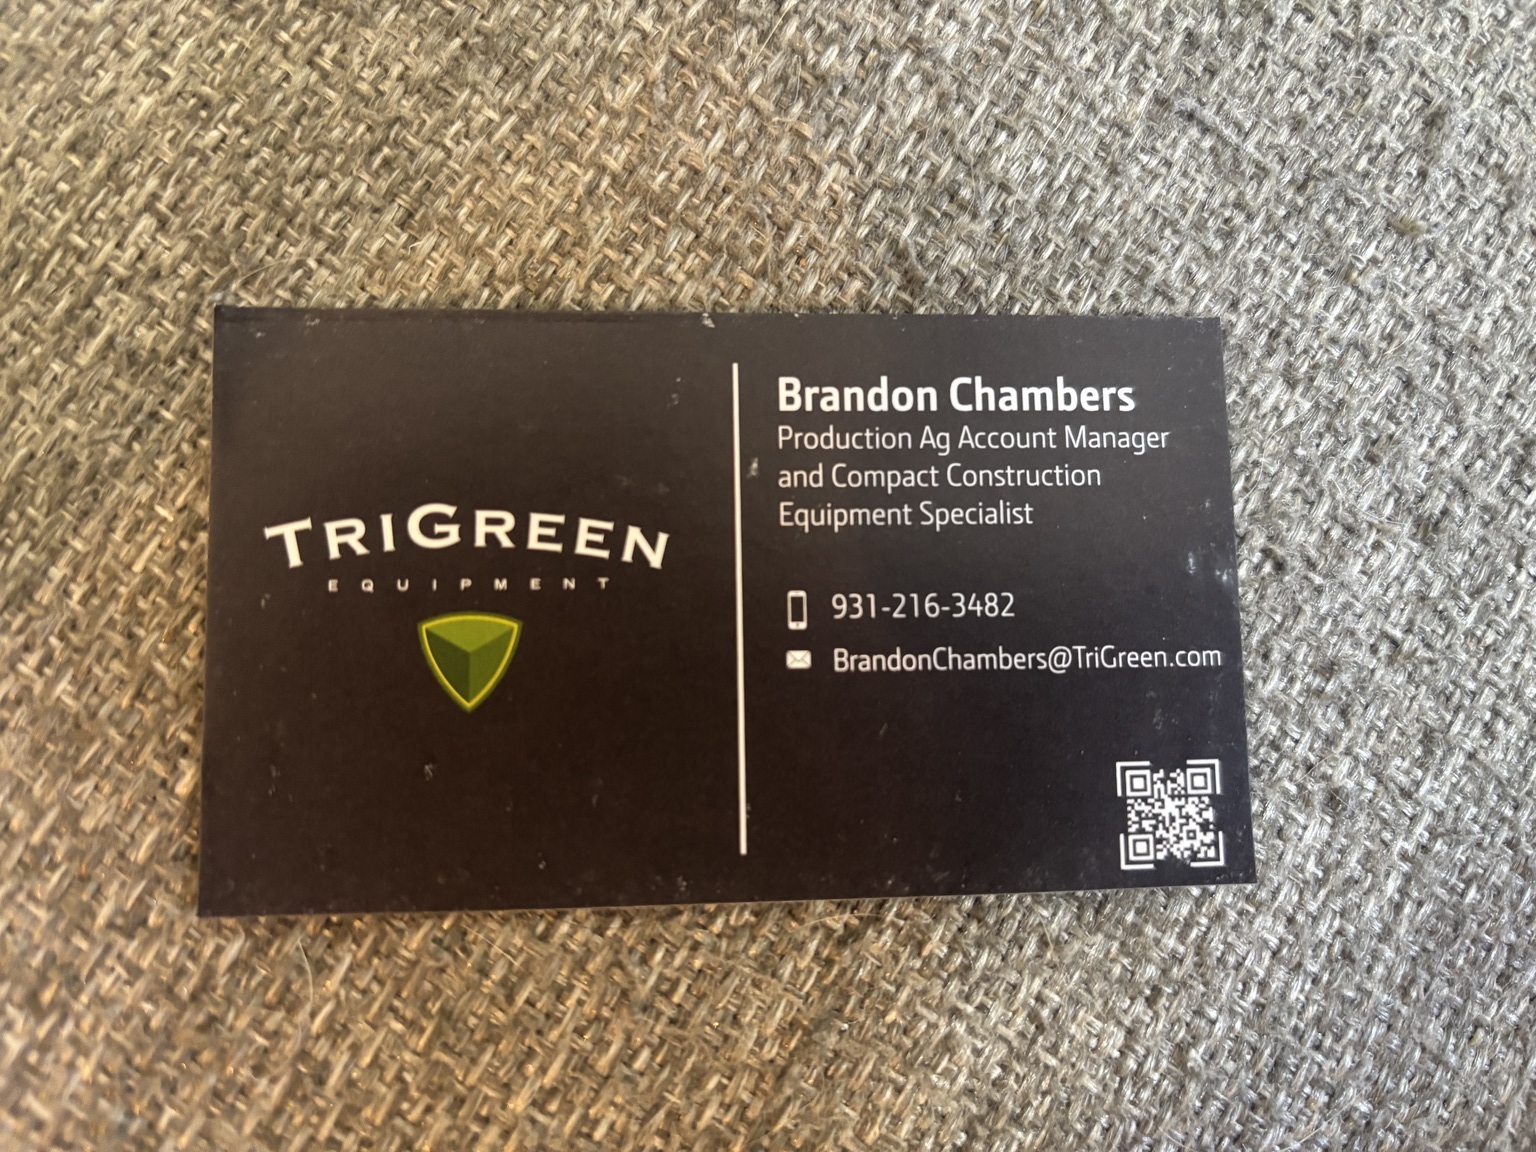 TRIGREEN
EQUIPMENT
Brandon Chambers
Production Ag Account Manager
and Compact Construction
Equipment Specialist
931-216-3482
BrandonChambers@TriGreen.com